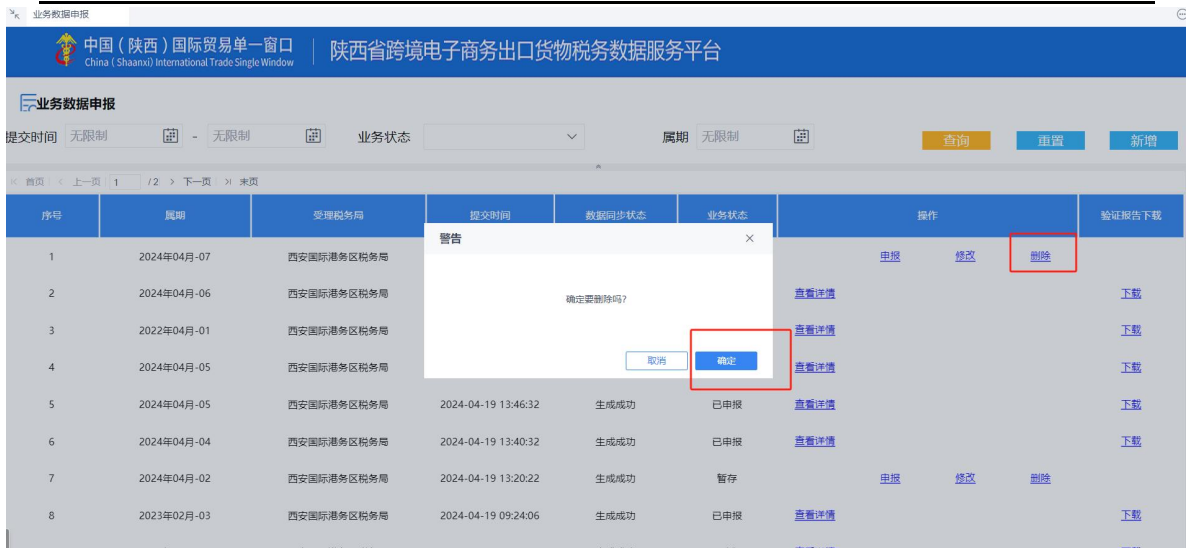 业务数据申报
中国（陕西）国际贸易单一窗口 陕西省跨境电子商务出口货物税务数据服务平台
China ( Shaanxi) International Trade Single Window
业务数据申报
提交时间 无限制 - 无限制 业务状态 属期 无限制 查询 重置 新增
首页 上一页 1 /2 下一页 末页
序号 属期 受理税务局 提交时间 数据同步状态 业务状态 操作 验证报告下载
警告
1 2024年04月-07 西安国际港务区税务局 申报 修改 删除
2 2024年04月-06 西安国际港务区税务局 查看详情 下载
确定要删除吗?
3 2022年04月-01 西安国际港务区税务局 查看详情 下载
取消 确定
4 2024年04月-05 西安国际港务区税务局 查看详情 下载
5 2024年04月-05 西安国际港务区税务局 2024-04-19 13:46:32 生成成功 已申报 查看详情 下载
6 2024年04月-04 西安国际港务区税务局 2024-04-19 13:40:32 生成成功 已申报 查看详情 下载
7 2024年04月-02 西安国际港务区税务局 2024-04-19 13:20:22 生成成功 暂存 申报 修改 删除
8 2023年02月-03 西安国际港务区税务局 2024-04-19 09:24:06 生成成功 已申报 查看详情 下载